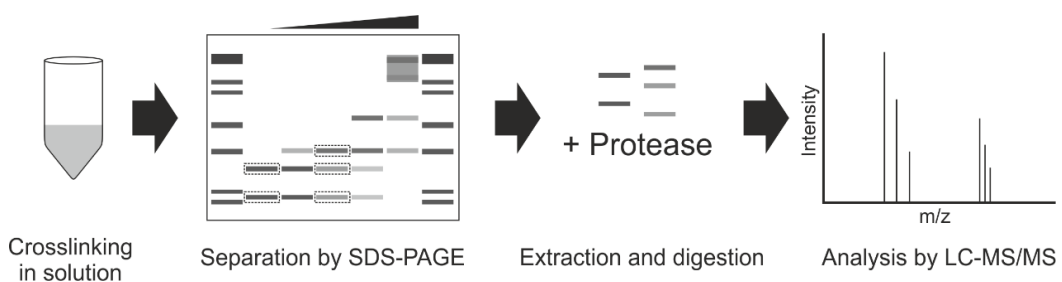 + Protease
Intensity
m/z
Crosslinking
in solution
Separation by SDS-PAGE
Extraction and digestion
Analysis by LC-MS/MS